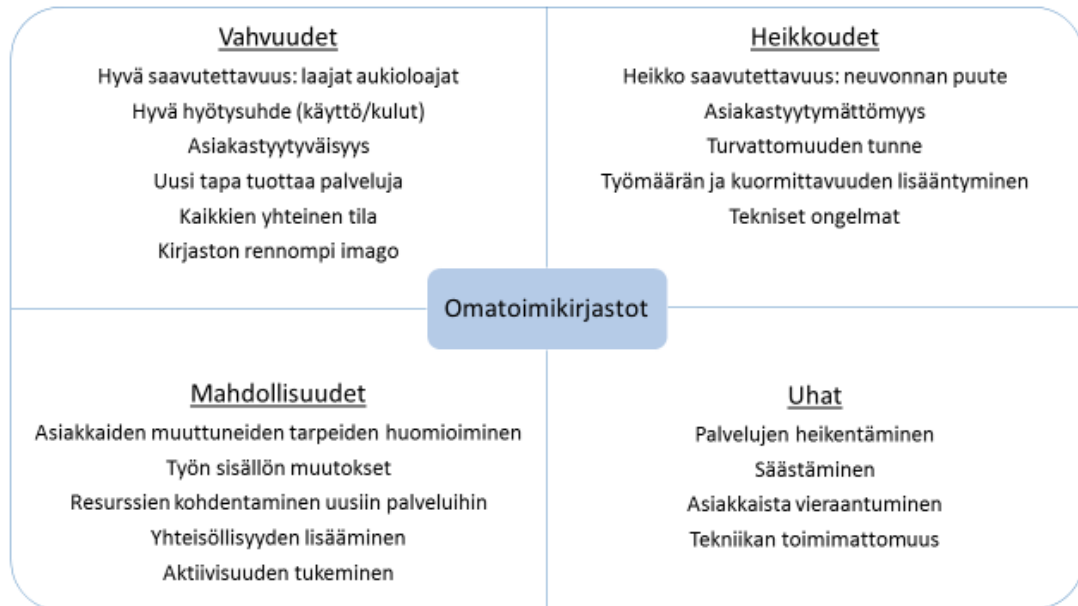 Vahvuudet
Hyvä saavutettavuus: laajat aukioloajat
Hyvä hyötysuhde (käyttö/kulut)
Asiakastyytyväisyys
Uusi tapa tuottaa palveluja
Kaikkien yhteinen tila
Kirjaston rennompi imago
Heikkoudet
Heikko saavutettavuus: neuvonnan puute
Asiakastyytymättömyys
Turvattomuuden tunne
Työmäärän ja kuormittavuuden lisääntyminen
Tekniset ongelmat
Omatoimikirjastot
Mahdollisuudet
Asiakkaiden muuttuneiden tarpeiden huomioiminen
Työn sisällön muutokset
Resurssien kohdentaminen uusiin palveluihin
Yhteisöllisyyden lisääminen
Aktiivisuuden tukeminen
Uhat
Palvelujen heikentäminen
Säästäminen
Asiakkaista vieraantuminen
Tekniikan toimimattomuus